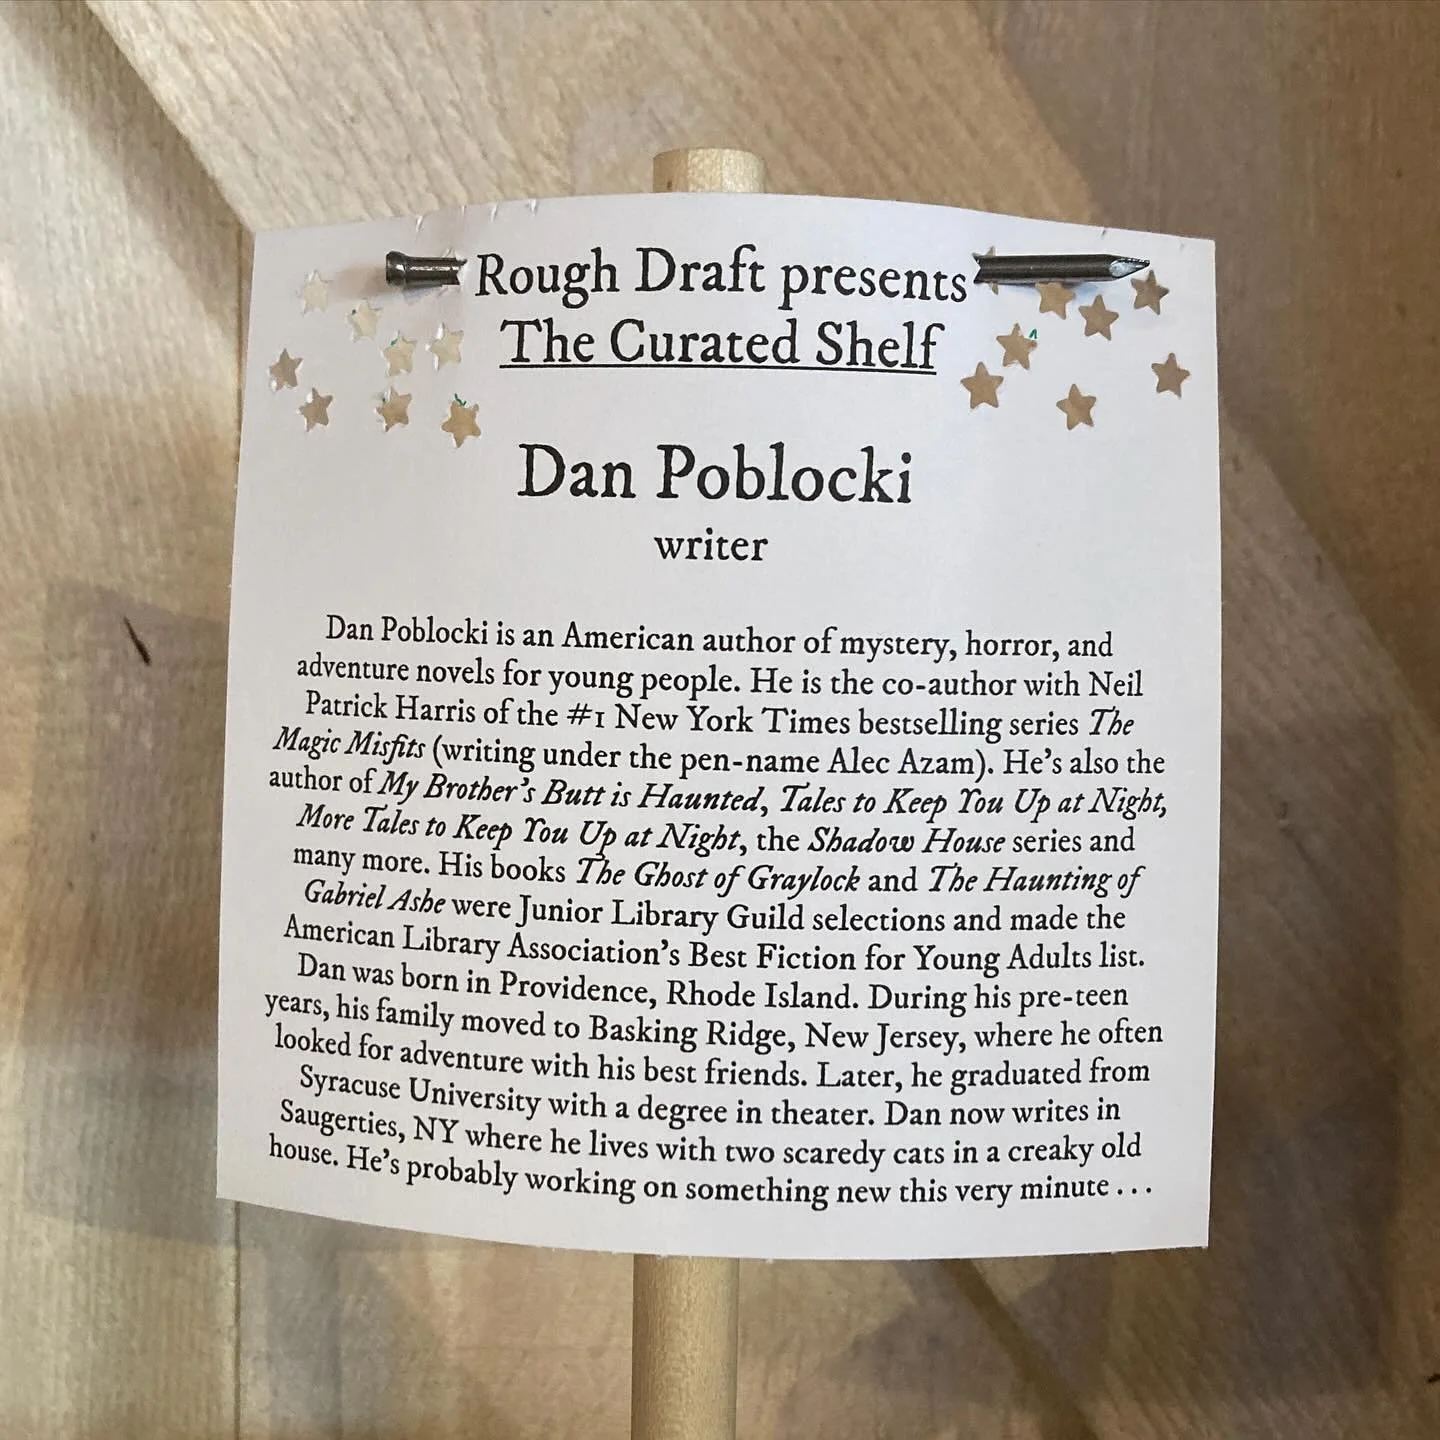 Rough Draft presents
The Curated Shelf
Dan Poblocki
writer
Dan Poblocki is an American author of mystery, horror, and
adventure novels for young people. He is the co-author with Neil
Patrick Harris of the #1 New York Times bestselling series The
Magic Misfits (writing under the pen-name Alec Azam). He's also the
author of My Brother's Butt is Haunted, Tales to Keep You Up at Night,
More Tales to Keep You Up at Night, the Shadow House series and
many more. His books The Ghost of Graylock and The Haunting of
Gabriel Ashe were Junior Library Guild selections and made the
American Library Association's Best Fiction for Young Adults list.
Dan was born in Providence, Rhode Island. During his pre-teen
years, his family moved to Basking Ridge, New Jersey, where he often
looked for adventure with his best friends. Later, he graduated from
Syracuse University with a degree in theater. Dan now writes in
Saugerties, NY where he lives with two scaredy cats in a creaky old
house. He's probably working on something new this very minute . . .